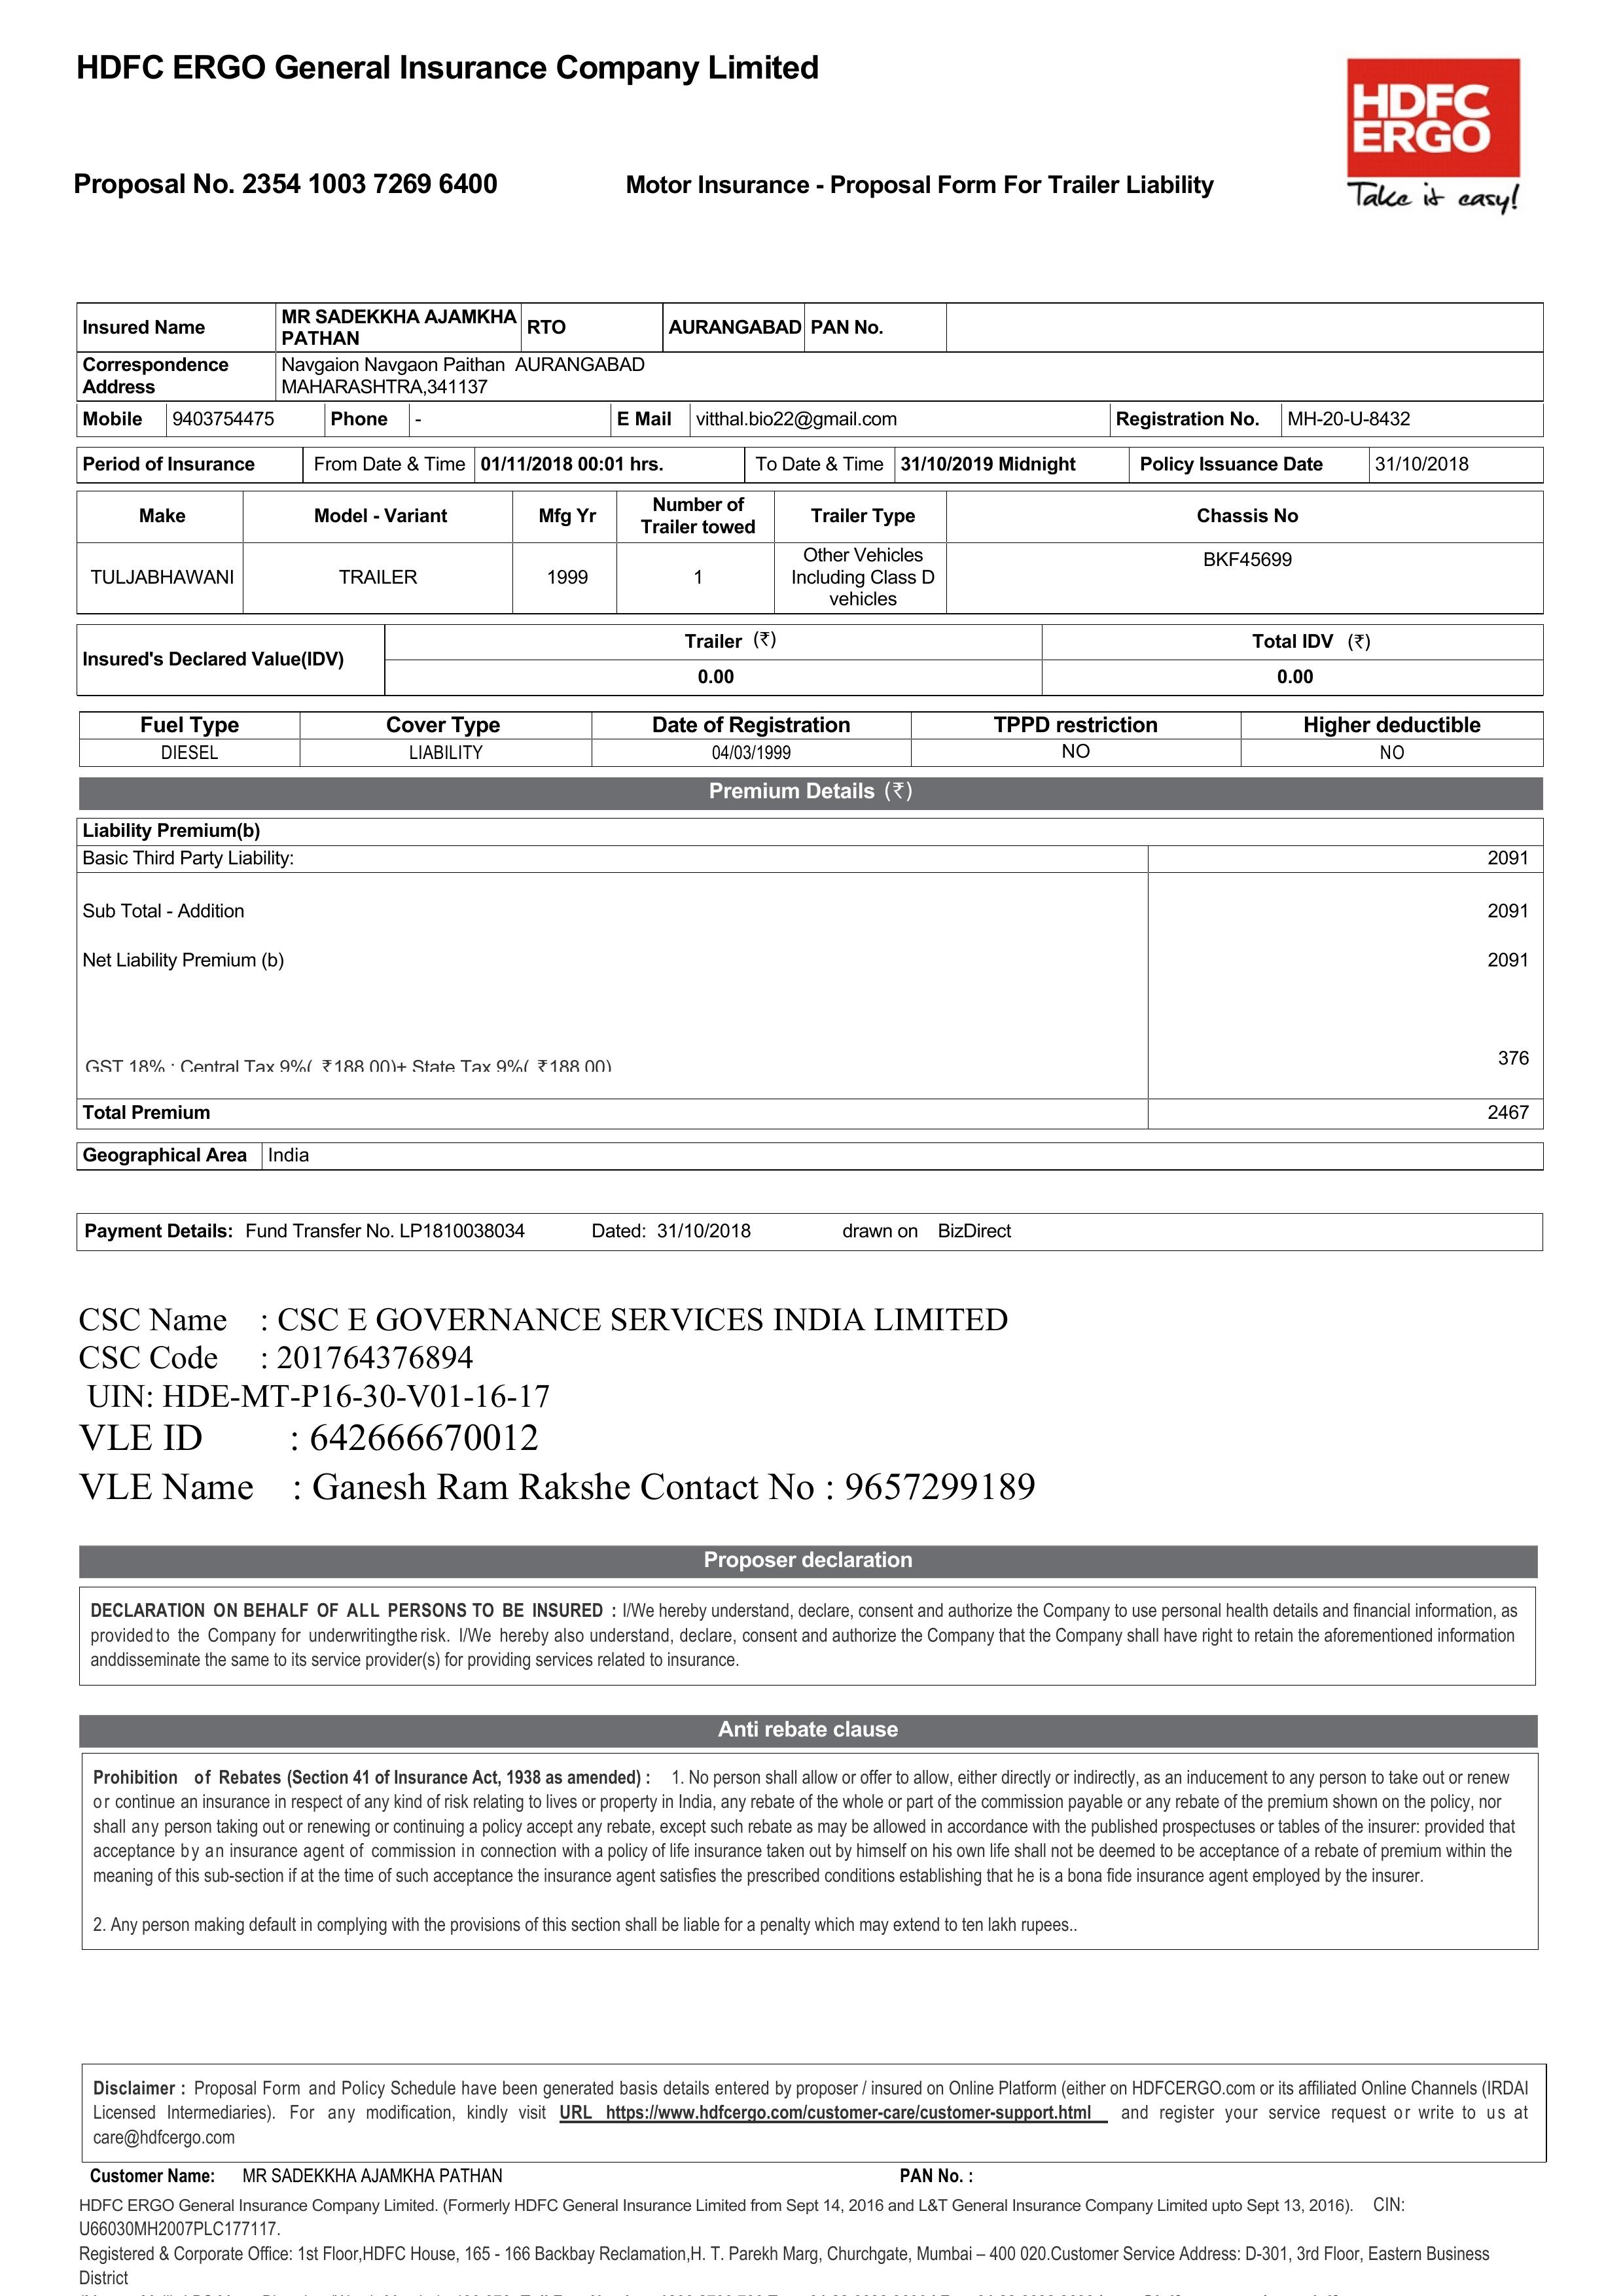 HDFC ERGO General Insurance Company Limited
HDFC
ERGO
Take it easy!
Proposal No. 2354 1003 7269 6400 Motor Insurance - Proposal Form For Trailer Liability
Insured Name MR SADEKKHA AJAMKHA PATHAN RTO AURANGABAD PAN No.
Correspondence Address Navgaion Navgaon Paithan AURANGABAD
MAHARASHTRA,341137
Mobile 9403754475 Phone - E Mail vitthal.bio22@gmail.com Registration No. MH-20-U-8432
Period of Insurance From Date & Time 01/11/2018 00:01 hrs. To Date & Time 31/10/2019 Midnight Policy Issuance Date 31/10/2018
Make Model - Variant Mfg Yr Number of Trailer towed Trailer Type Chassis No
TULJABHAWANI TRAILER 1999 1 Other Vehicles Including Class D vehicles BKF45699
Insured's Declared Value(IDV) Trailer (₹) Total IDV (₹)
0.00 0.00
Fuel Type Cover Type Date of Registration TPPD restriction Higher deductible
DIESEL LIABILITY 04/03/1999 NO NO
Premium Details (₹)
Liability Premium(b)
Basic Third Party Liability: 2091
Sub Total - Addition 2091
Net Liability Premium (b) 2091
GST 18% : Central Tax 9%( ₹188.00)+ State Tax 9%( ₹188.00) 376
Total Premium 2467
Geographical Area India
Payment Details: Fund Transfer No. LP1810038034 Dated: 31/10/2018 drawn on BizDirect
CSC Name : CSC E GOVERNANCE SERVICES INDIA LIMITED
CSC Code : 201764376894
UIN: HDE-MT-P16-30-V01-16-17
VLE ID : 642666670012
VLE Name : Ganesh Ram Rakshe Contact No : 9657299189
Proposer declaration
DECLARATION ON BEHALF OF ALL PERSONS TO BE INSURED : I/We hereby understand, declare, consent and authorize the Company to use personal health details and financial information, as
provided to the Company for underwritingthe risk. I/We hereby also understand, declare, consent and authorize the Company that the Company shall have right to retain the aforementioned information
anddisseminate the same to its service provider(s) for providing services related to insurance.
Anti rebate clause
Prohibition of Rebates (Section 41 of Insurance Act, 1938 as amended) : 1. No person shall allow or offer to allow, either directly or indirectly, as an inducement to any person to take out or renew
or continue an insurance in respect of any kind of risk relating to lives or property in India, any rebate of the whole or part of the commission payable or any rebate of the premium shown on the policy, nor
shall any person taking out or renewing or continuing a policy accept any rebate, except such rebate as may be allowed in accordance with the published prospectuses or tables of the insurer: provided that
acceptance by an insurance agent of commission in connection with a policy of life insurance taken out by himself on his own life shall not be deemed to be acceptance of a rebate of premium within the
meaning of this sub-section if at the time of such acceptance the insurance agent satisfies the prescribed conditions establishing that he is a bona fide insurance agent employed by the insurer.
2. Any person making default in complying with the provisions of this section shall be liable for a penalty which may extend to ten lakh rupees..
Disclaimer : Proposal Form and Policy Schedule have been generated basis details entered by proposer / insured on Online Platform (either on HDFCERGO.com or its affiliated Online Channels (IRDAI
Licensed Intermediaries). For any modification, kindly visit URL https://www.hdfcergo.com/customer-care/customer-support.html and register your service request or write to us at
care@hdfcergo.com
Customer Name: MR SADEKKHA AJAMKHA PATHAN PAN No. :
HDFC ERGO General Insurance Company Limited. (Formerly HDFC General Insurance Limited from Sept 14, 2016 and L&T General Insurance Company Limited upto Sept 13, 2016). CIN:
U66030MH2007PLC177117.
Registered & Corporate Office: 1st Floor,HDFC House, 165 - 166 Backbay Reclamation,H. T. Parekh Marg, Churchgate, Mumbai – 400 020.Customer Service Address: D-301, 3rd Floor, Eastern Business
District